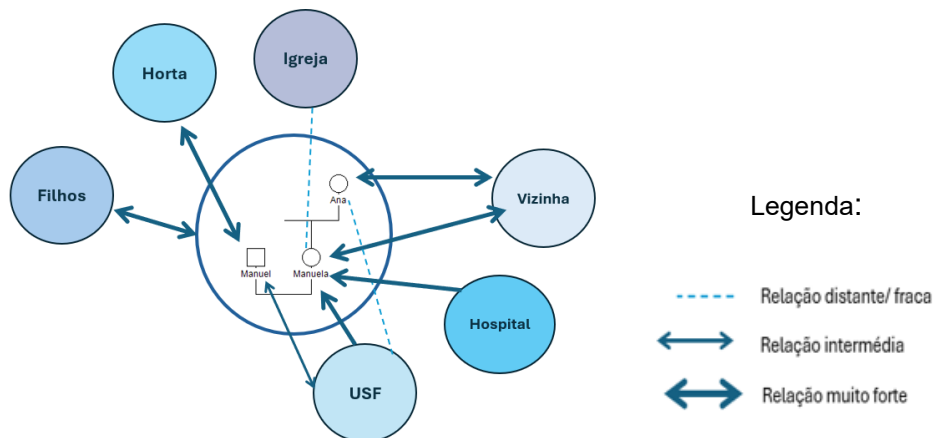 Igreja
Horta
Filhos
Ana
Vizinha
Legenda:
Manuel
Manuela
Hospital
USF
Relação distante/ fraca
Relação intermédia
Relação muito forte